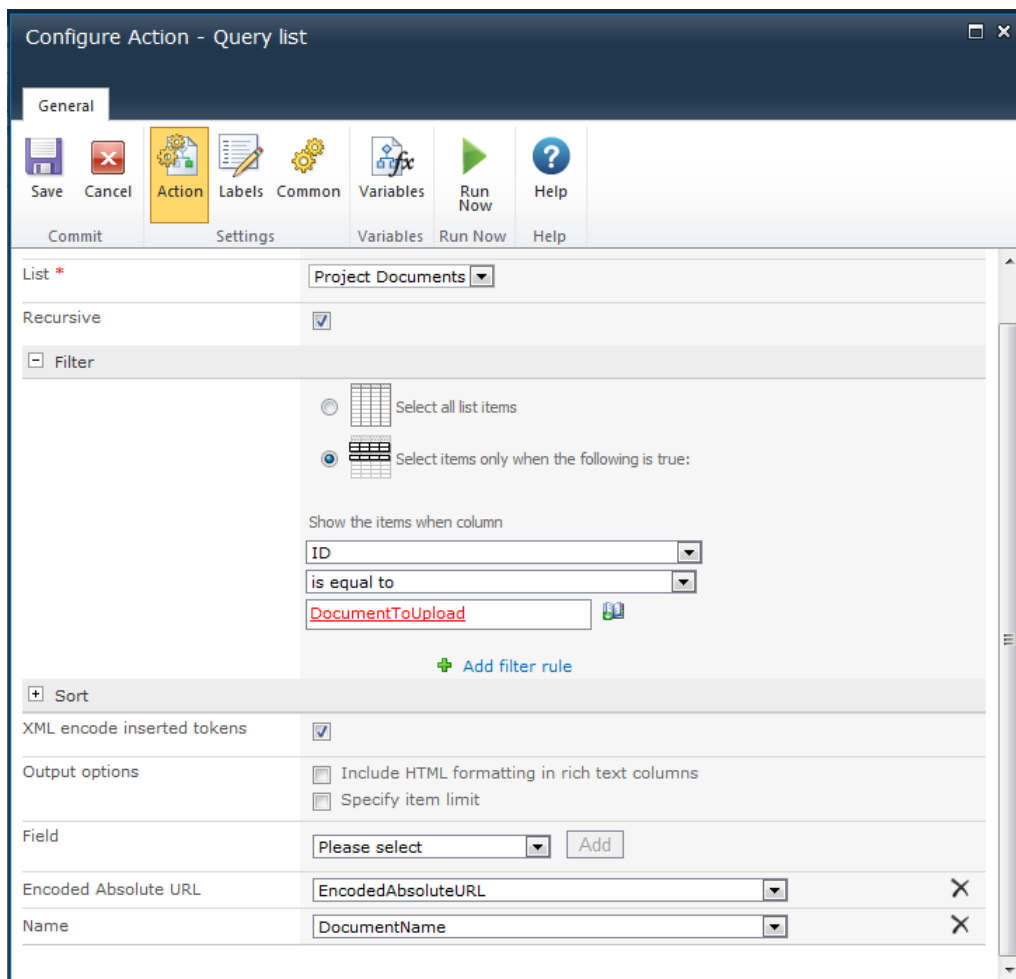 Configure Action - Query list
General
Save
Cancel
Action
Labels
Common
Variables
Run Now
Help
Commit
Settings
Variables
Run Now
Help
List *
Project Documents
Recursive
Filter
Select all list items
Select items only when the following is true:
Show the items when column
ID
is equal to
DocumentToUpload
Add filter rule
Sort
XML encode inserted tokens
Output options
Include HTML formatting in rich text columns
Specify item limit
Field
Please select
Add
Encoded Absolute URL
EncodedAbsoluteURL
Name
DocumentName